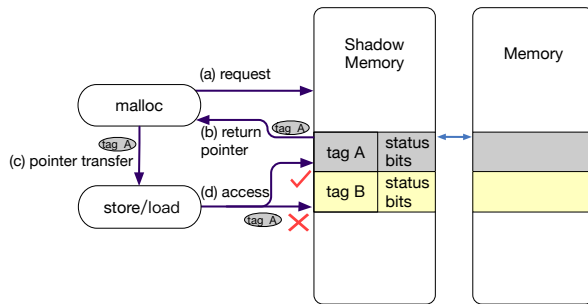 Shadow
Memory
Memory
(a) request
malloc
tag A
(b) return
pointer
tag A
(c) pointer transfer
tag A
status
bits
(d) access
store/load
tag A
tag B
status
bits